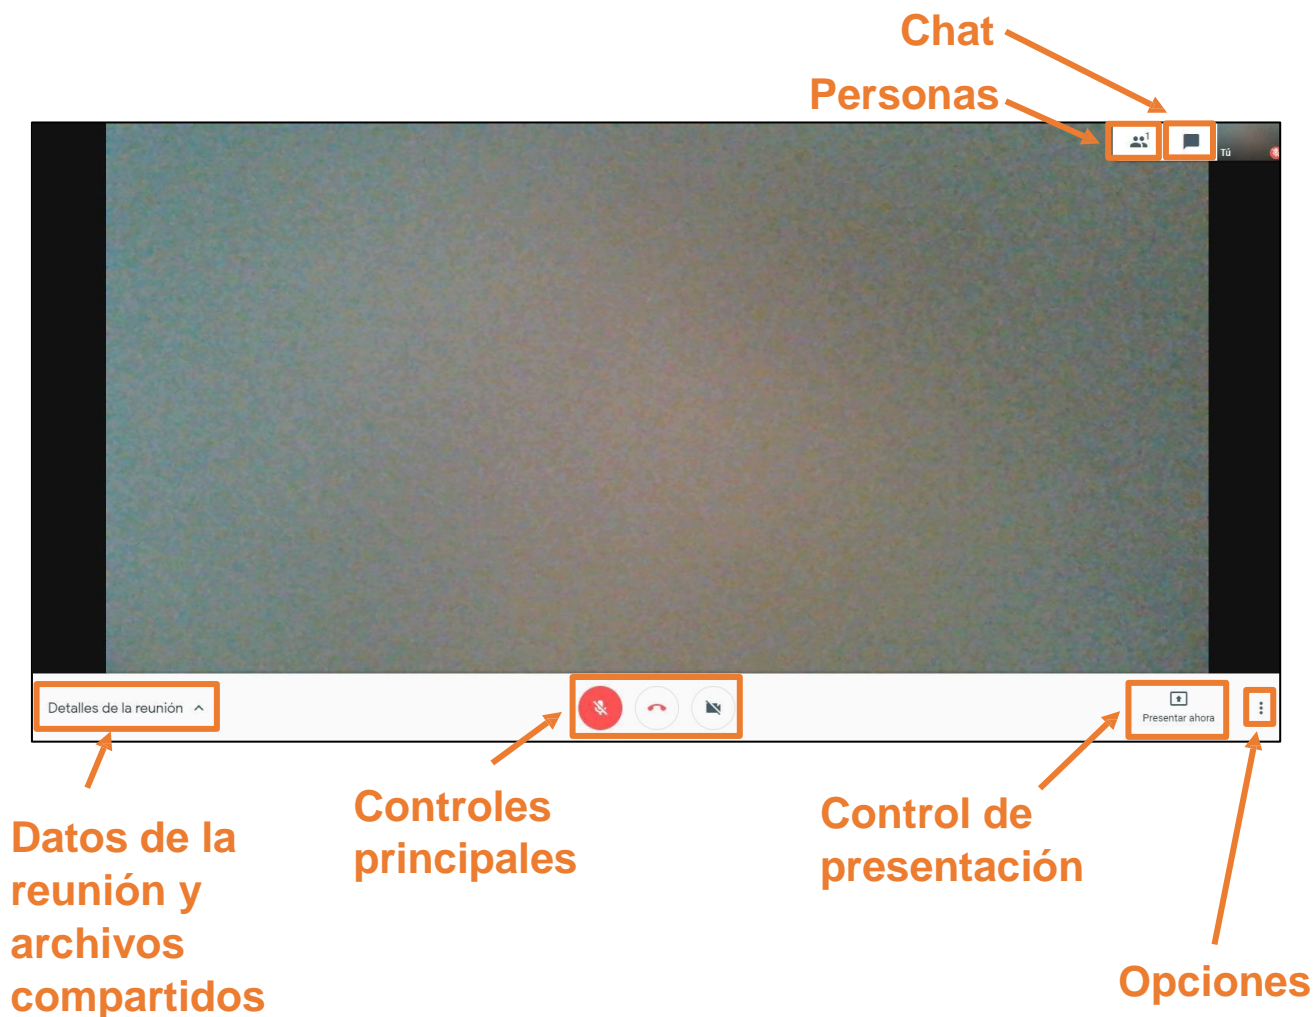 Chat
Personas
1
Tú
Detalles de la reunión
Presentar ahora
Controles
principales
Control de
presentación
Datos de la
reunión y
archivos
compartidos
Opciones